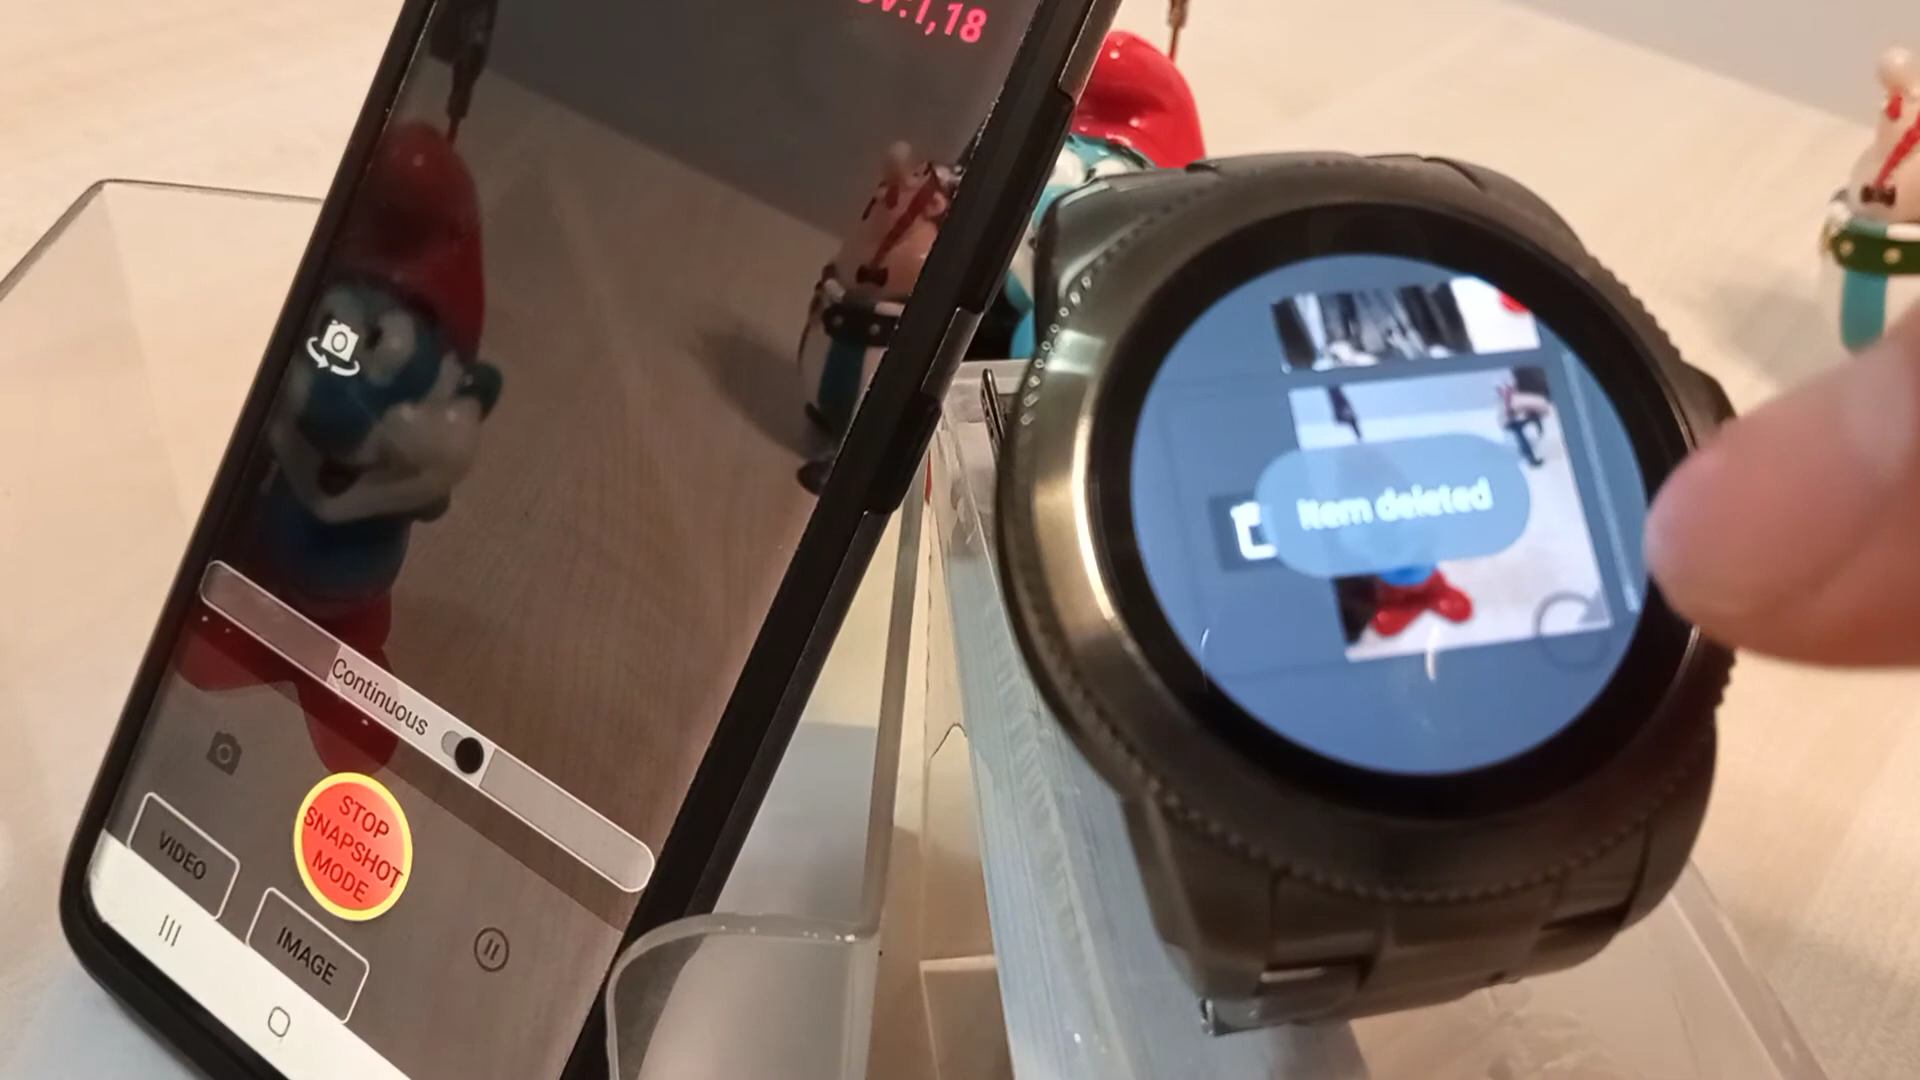 :1,18
Continuous
STOP
SNAPSHOT
MODE
VIDEO
IMAGE
Item deleted